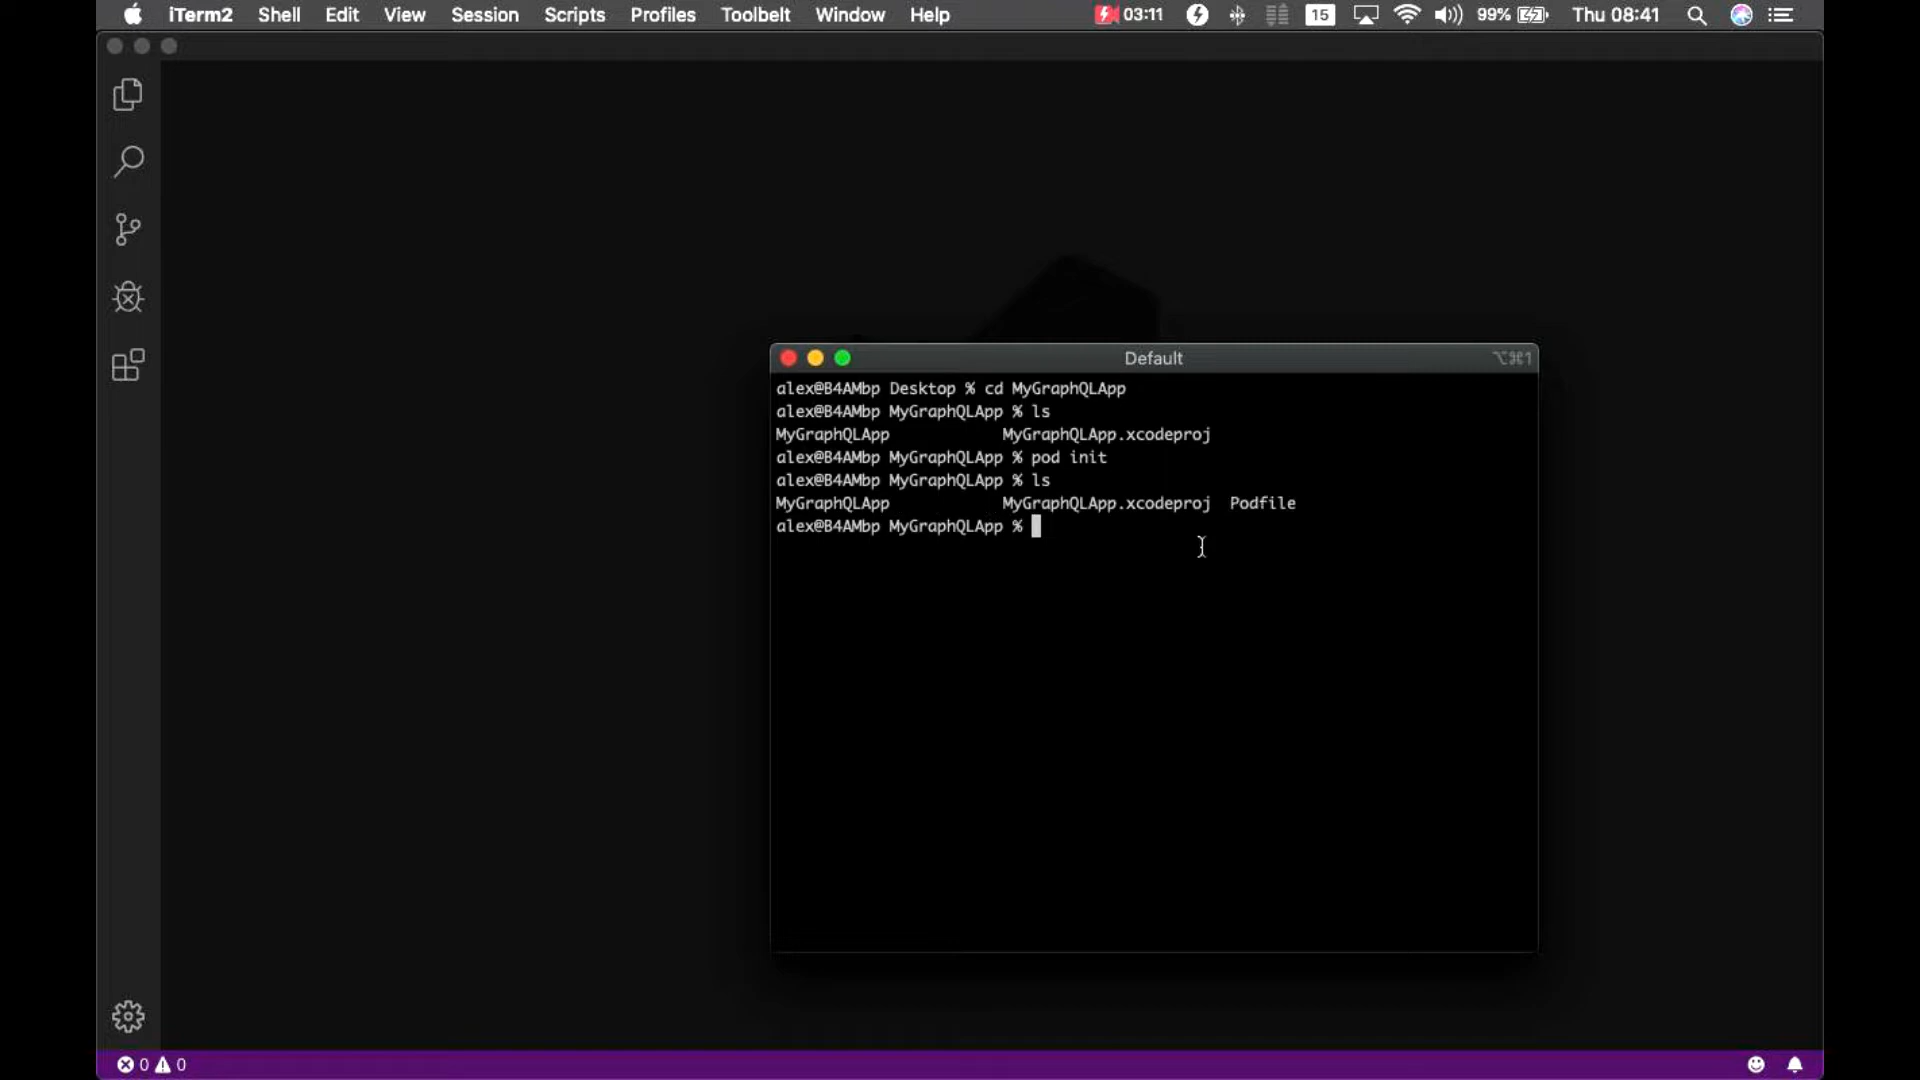 iTerm2 Shell Edit View Session Scripts Profiles Toolbelt Window Help 03:11 15 99% Thu 08:41
Default ⌥⌘1
alex@B4AMbp Desktop % cd MyGraphQLApp
alex@B4AMbp MyGraphQLApp % ls
MyGraphQLApp MyGraphQLApp.xcodeproj
alex@B4AMbp MyGraphQLApp % pod init
alex@B4AMbp MyGraphQLApp % ls
MyGraphQLApp MyGraphQLApp.xcodeproj Podfile
alex@B4AMbp MyGraphQLApp %
0 0